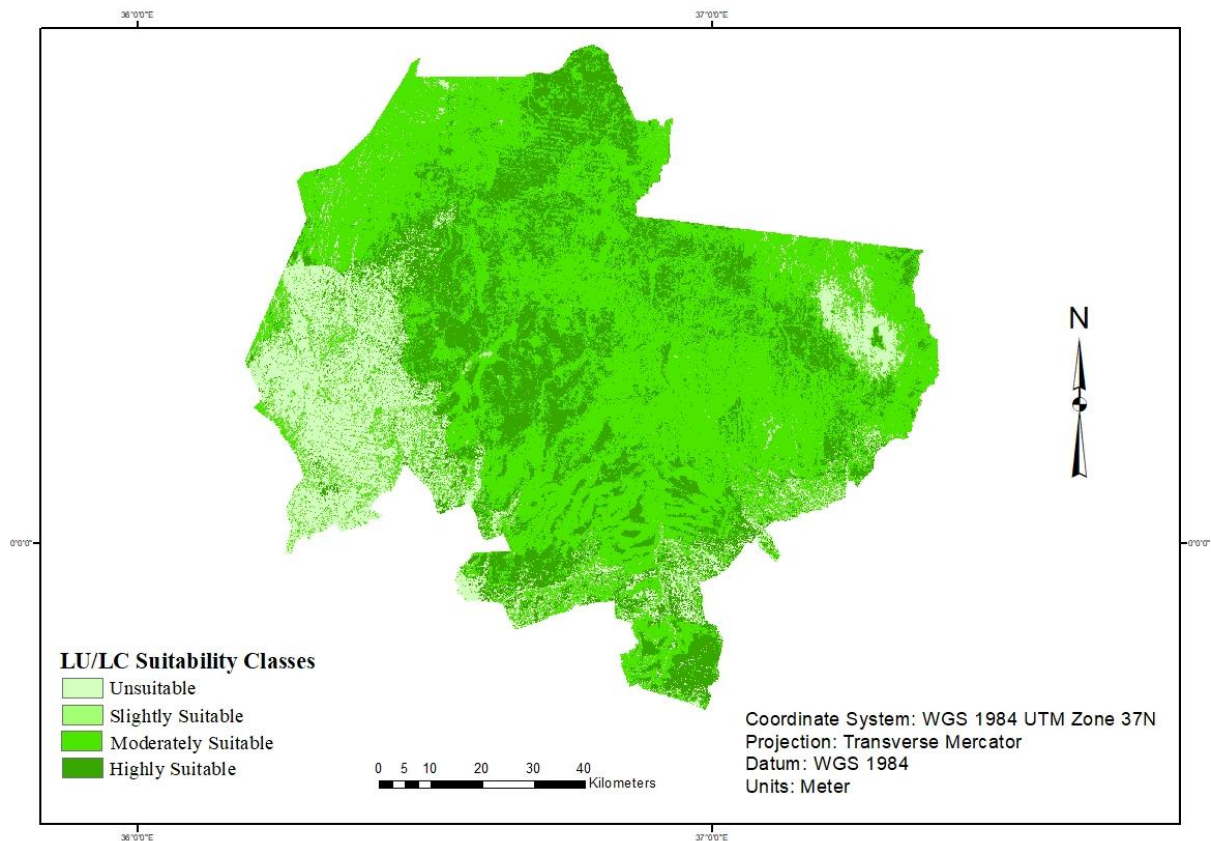 36°0'0"E 37°0'0"E
N
0°0'0" 0°0'0"
LU/LC Suitability Classes
Unsuitable
Slightly Suitable
Moderately Suitable
Highly Suitable
0 5 10 20 30 40
Kilometers
Coordinate System: WGS 1984 UTM Zone 37N
Projection: Transverse Mercator
Datum: WGS 1984
Units: Meter
36°0'0"E 37°0'0"E